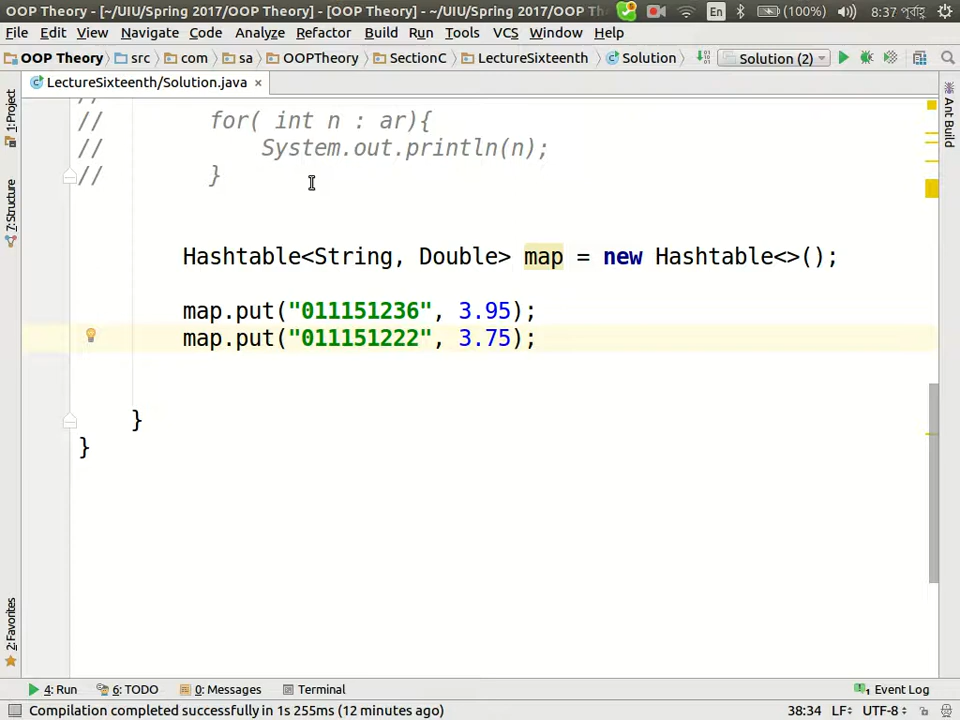 OOP Theory - [~/UIU/Spring 2017/OOP Theory] - [OOP Theory] - ~/UIU/Spring 2017/OOP T En (100%) 8:37 পূর্বাহ্ণ
File Edit View Navigate Code Analyze Refactor Build Run Tools VCS Window Help
OOP Theory src com sa OOPTheory SectionC LectureSixteenth Solution Solution (2)
LectureSixteenth/Solution.java ×
1: Project
7: Structure
2: Favorites
Ant Build
//
// for( int n : ar){
// System.out.println(n);
// }
Hashtable<String, Double> map = new Hashtable<>();
map.put("011151236", 3.95);
map.put("011151222", 3.75);
}
}
4: Run 6: TODO 0: Messages Terminal 1 Event Log
Compilation completed successfully in 1s 255ms (12 minutes ago) 38:34 LF÷ UTF-8÷